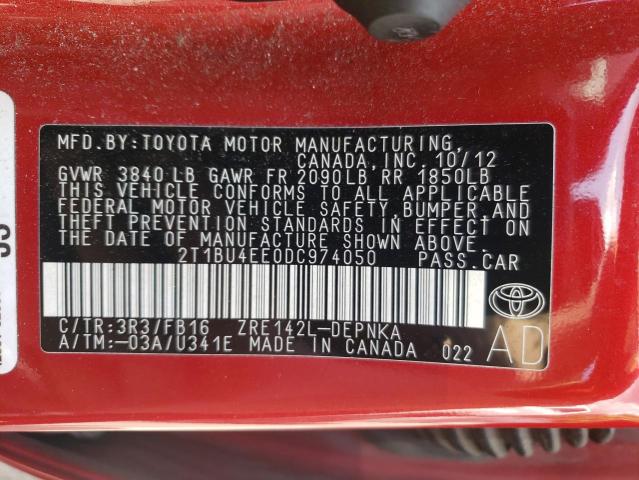 MFD.BY:TOYOTA MOTOR MANUFACTURING,
CANADA, INC. 10/12
GVWR 3840 LB GAWR FR 2090LB RR 1850LB
THIS VEHICLE CONFORMS TO ALL APPLICABLE
FEDERAL MOTOR VEHICLE SAFETY, BUMPER, AND
THEFT PREVENTION STANDARDS IN EFFECT ON
THE DATE OF MANUFACTURE SHOWN ABOVE.
2T1BU4EE0DC974050 PASS.CAR
C/TR:3R3/FB16 ZRE142L-DEPNKA
A/TM:-03A/U341E MADE IN CANADA 022
AD